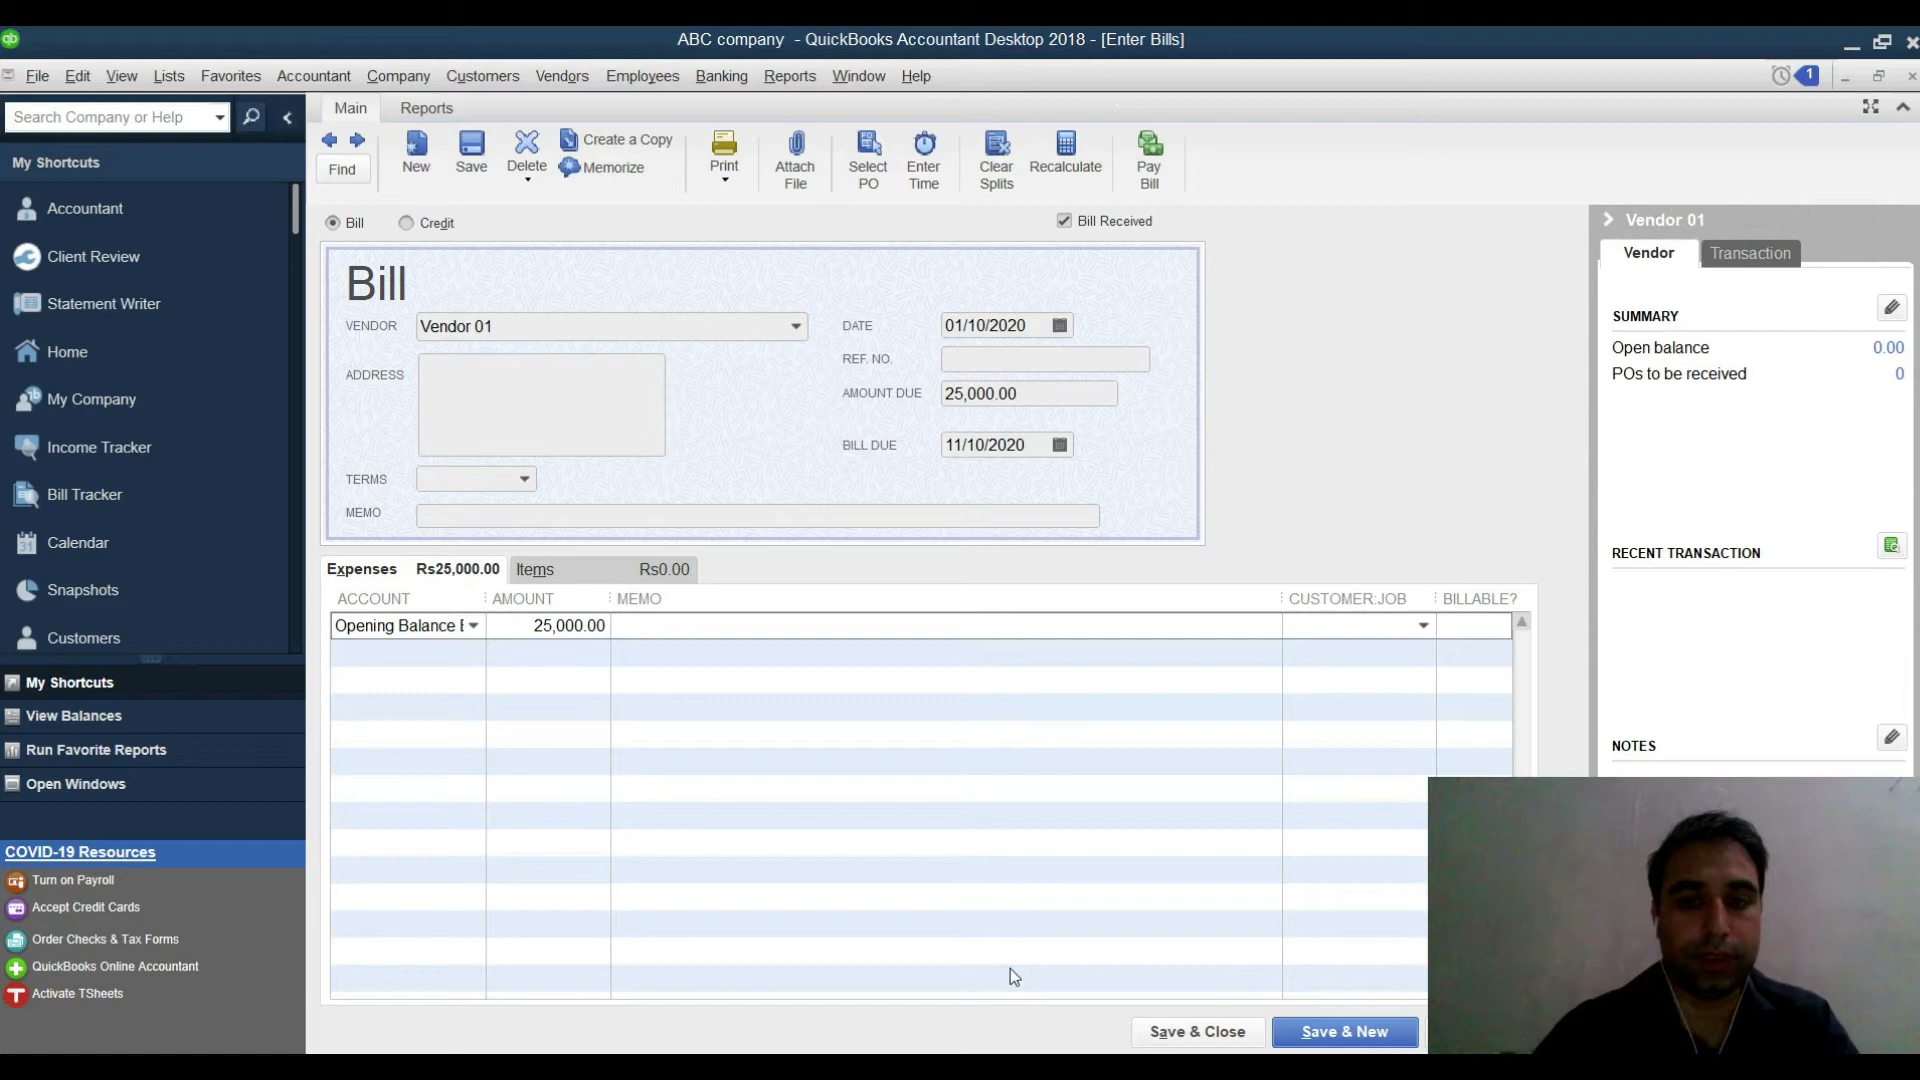 ABC company - QuickBooks Accountant Desktop 2018 - [Enter Bills]
File Edit View Lists Favorites Accountant Company Customers Vendors Employees Banking Reports Window Help
1
Search Company or Help
My Shortcuts
Accountant
Client Review
Statement Writer
Home
My Company
Income Tracker
Bill Tracker
Calendar
Snapshots
Customers
My Shortcuts
View Balances
Run Favorite Reports
Open Windows
COVID-19 Resources
Turn on Payroll
Accept Credit Cards
Order Checks & Tax Forms
QuickBooks Online Accountant
Activate TSheets
Main Reports
Find
New
Save
Delete
Create a Copy
Memorize
Print
Attach File
Select PO
Enter Time
Clear Splits
Recalculate
Pay Bill
Bill Credit Bill Received
Bill
VENDOR Vendor 01
ADDRESS
TERMS
MEMO
DATE 01/10/2020
REF. NO.
AMOUNT DUE 25,000.00
BILL DUE 11/10/2020
Expenses Rs25,000.00 Items Rs0.00
ACCOUNT AMOUNT MEMO CUSTOMER:JOB BILLABLE?
Opening Balance E 25,000.00
Save & Close Save & New
Vendor 01
Vendor Transaction
SUMMARY
Open balance 0.00
POs to be received 0
RECENT TRANSACTION
NOTES